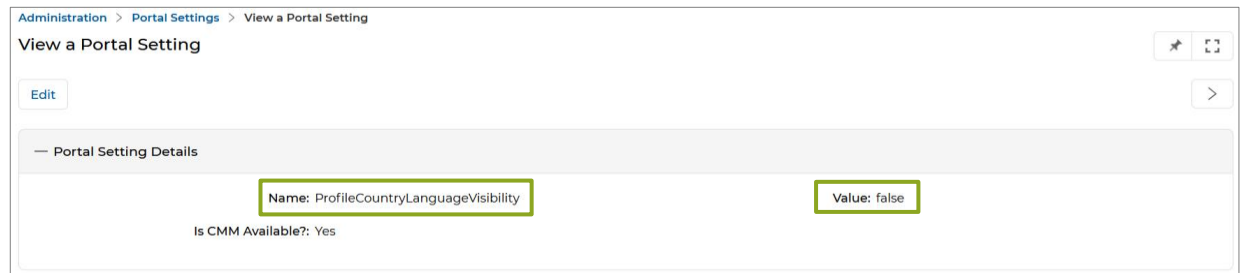 Administration > Portal Settings > View a Portal Setting
View a Portal Setting
Edit
— Portal Setting Details
Name: ProfileCountryLanguageVisibility Value: false
Is CMM Available?: Yes